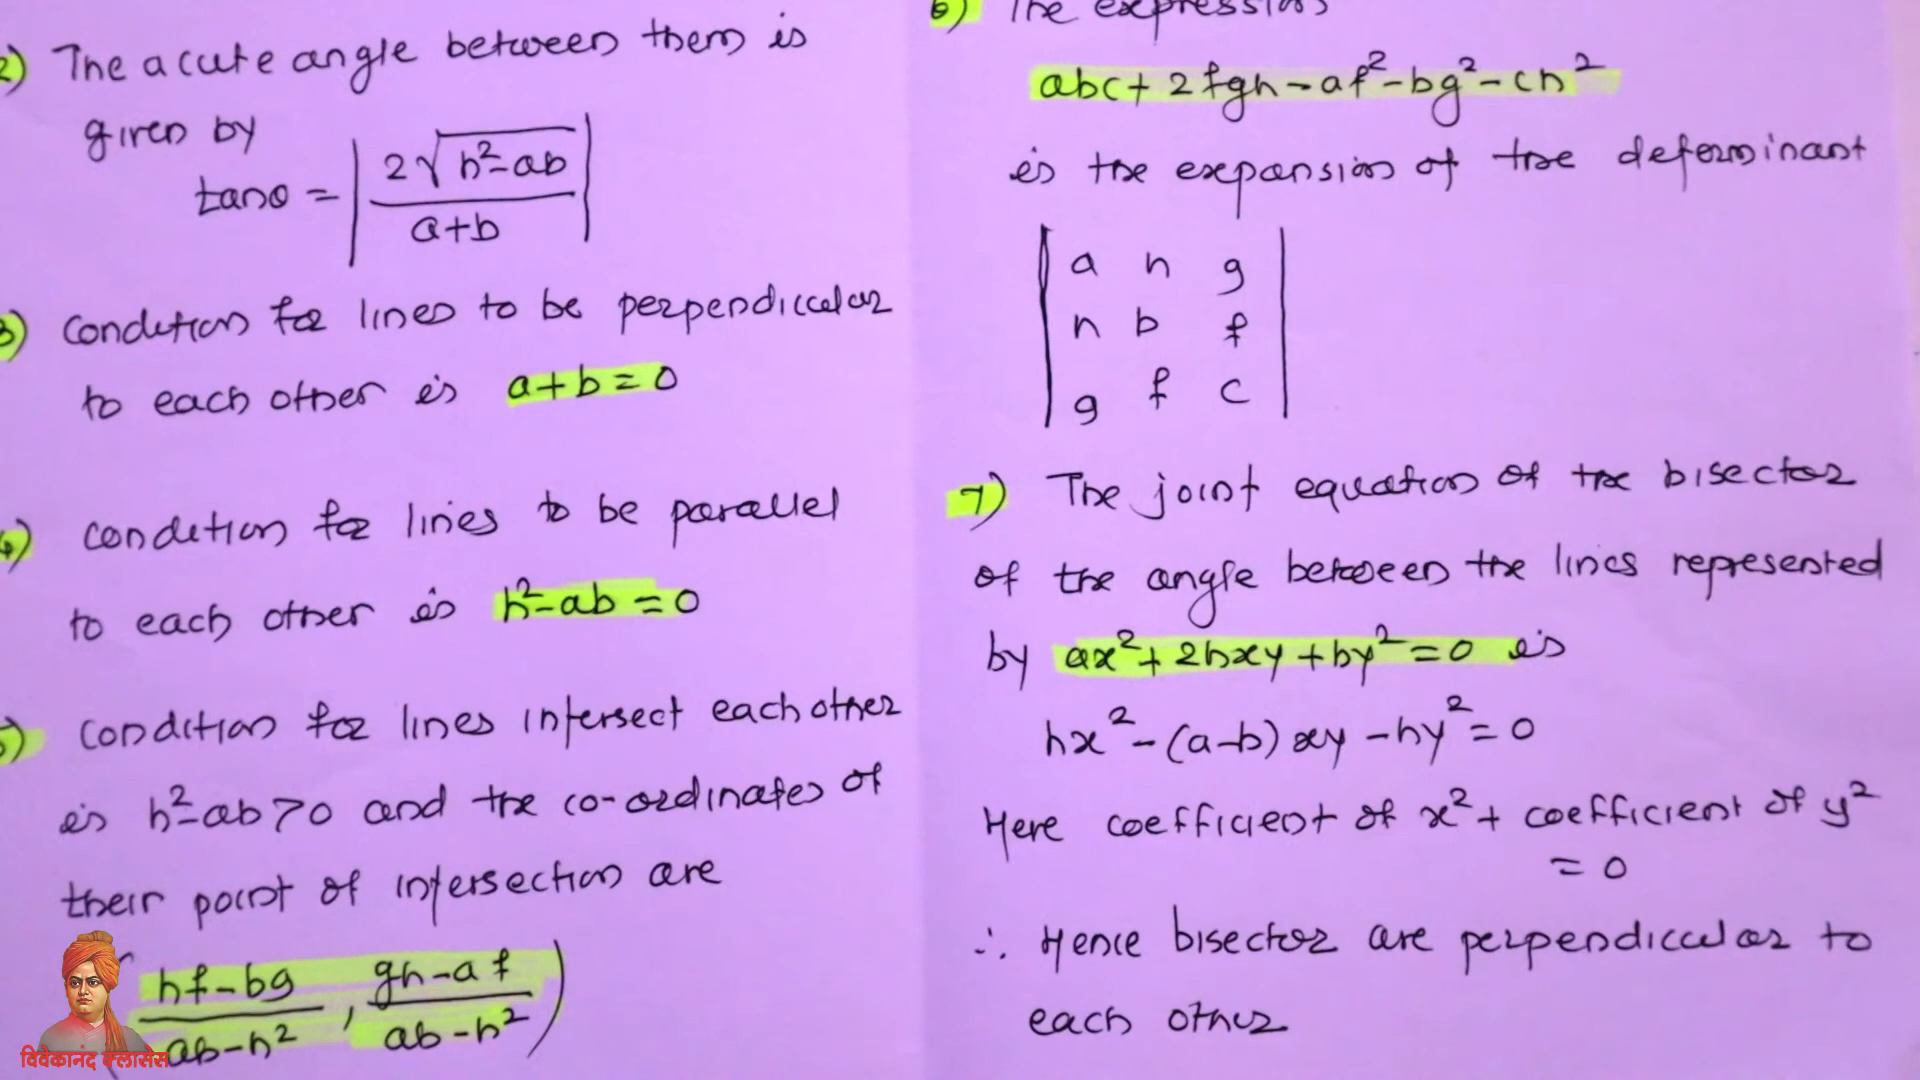 2) The acute angle between them is
given by
tanθ = | 2√h²-ab / a+b |
3) condition for lines to be perpendicular
to each other is a+b=0
4) condition for lines to be parallel
to each other is h²-ab=0
5) condition for lines intersect each other
is h²-ab>0 and the co-ordinates of
their point of intersection are
( hf-bg / ab-h² , gh-af / ab-h² )
विवेकानंद क्लासेस
6) The expression
abc+2fgh-af²-bg²-ch²
is the expansion of the determinant
| a h g |
| h b f |
| g f c |
7) The joint equation of the bisector
of the angle between the lines represented
by ax²+2hxy+by²=0 is
hx²-(a-b)xy-hy²=0
Here coefficient of x²+ coefficient of y²
=0
∴ Hence bisector are perpendicular to
each other